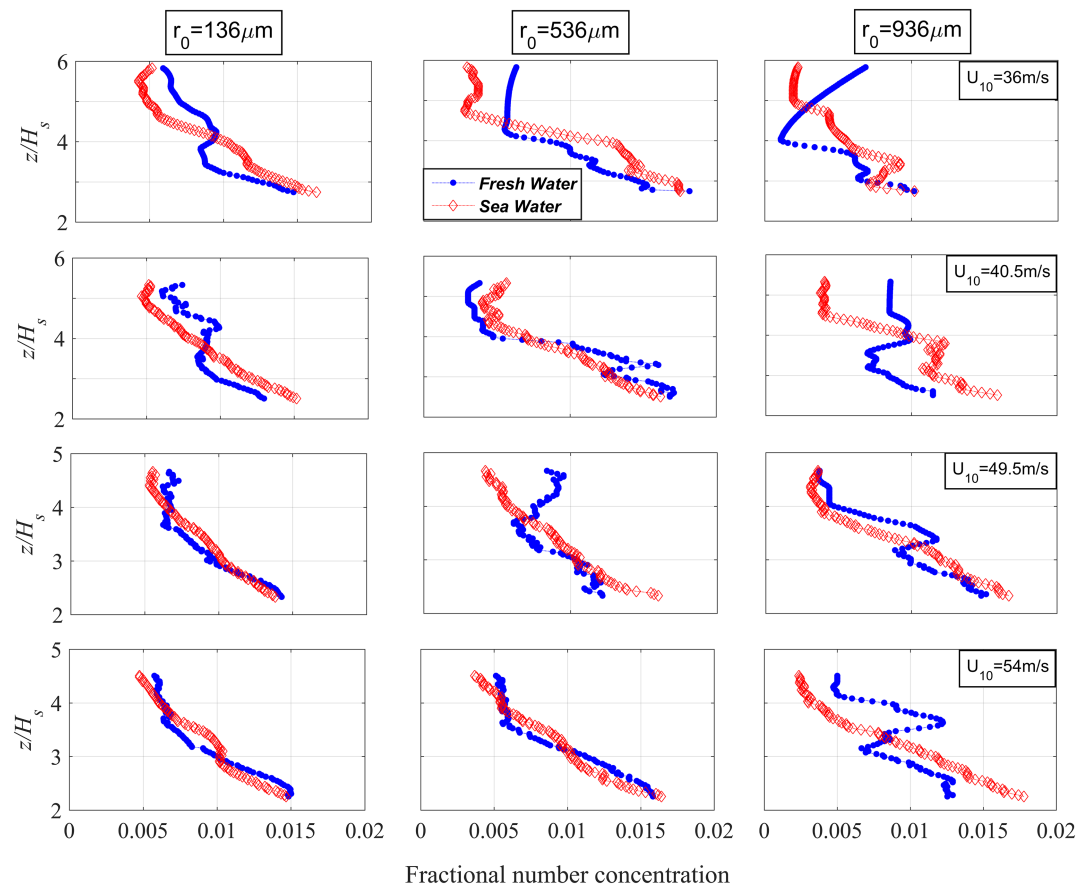 r0=136μm
r0=536μm
r0=936μm
6
4
2
z/Hs
U10=36m/s
Fresh Water
Sea Water
6
4
2
z/Hs
U10=40.5m/s
5
4
3
2
z/Hs
U10=49.5m/s
5
4
3
2
z/Hs
U10=54m/s
0 0.005 0.01 0.015 0.02
0 0.005 0.01 0.015 0.02
0 0.005 0.01 0.015 0.02
Fractional number concentration